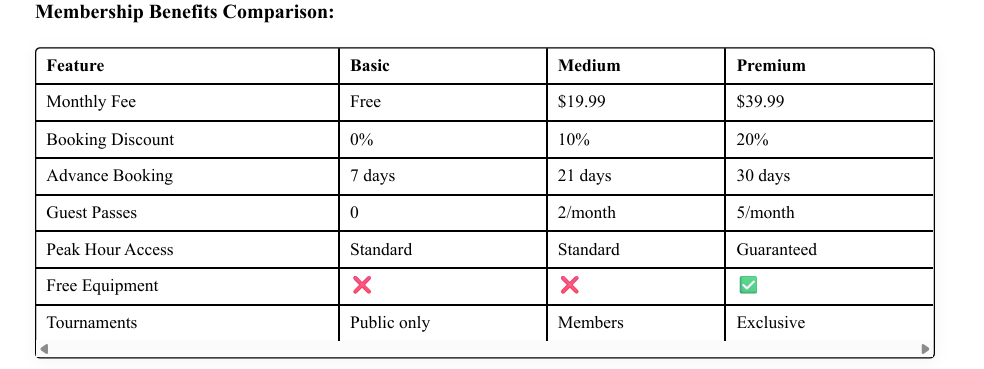 Membership Benefits Comparison:
Feature Basic Medium Premium
Monthly Fee Free $19.99 $39.99
Booking Discount 0% 10% 20%
Advance Booking 7 days 21 days 30 days
Guest Passes 0 2/month 5/month
Peak Hour Access Standard Standard Guaranteed
Free Equipment ❌ ❌ ✅
Tournaments Public only Members Exclusive